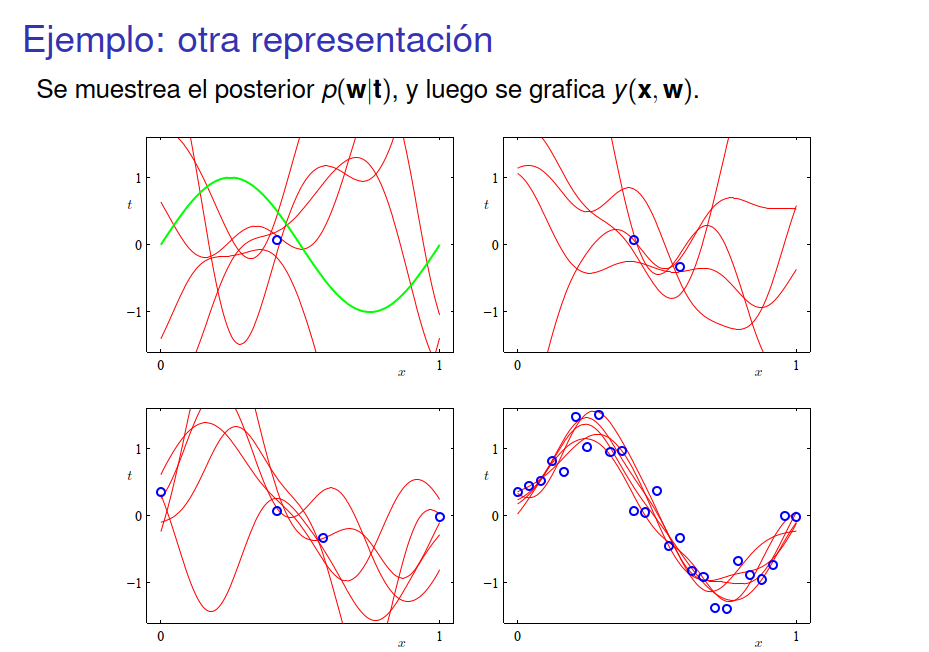 Ejemplo: otra representación
Se muestrea el posterior p(w|t), y luego se grafica y(x, w).
1
t
0
−1
0
x
1
1
t
0
−1
0
x
1
1
t
0
−1
0
x
1
1
t
0
−1
0
x
1